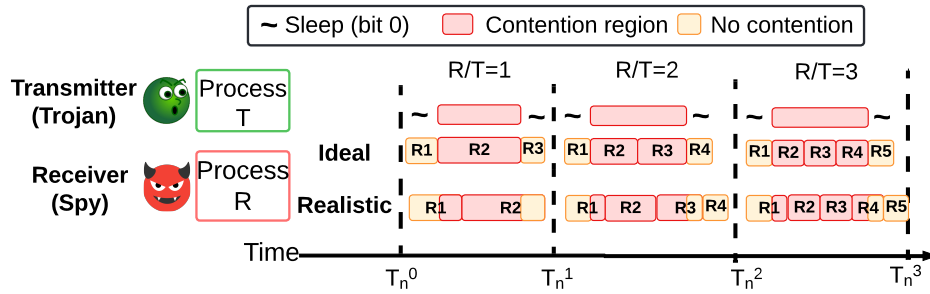 ~ Sleep (bit 0) Contention region No contention
R/T=1 R/T=2 R/T=3
Transmitter
(Trojan)
Process
T
~ ~ ~ ~ ~ ~
Ideal R1 R2 R3 R1 R2 R3 R4 R1 R2 R3 R4 R5
Receiver
(Spy)
Process
R
Realistic R1 R2 R1 R2 R3 R4 R1 R2 R3 R4 R5
Time
Tn⁰ Tn¹ Tn² Tn³